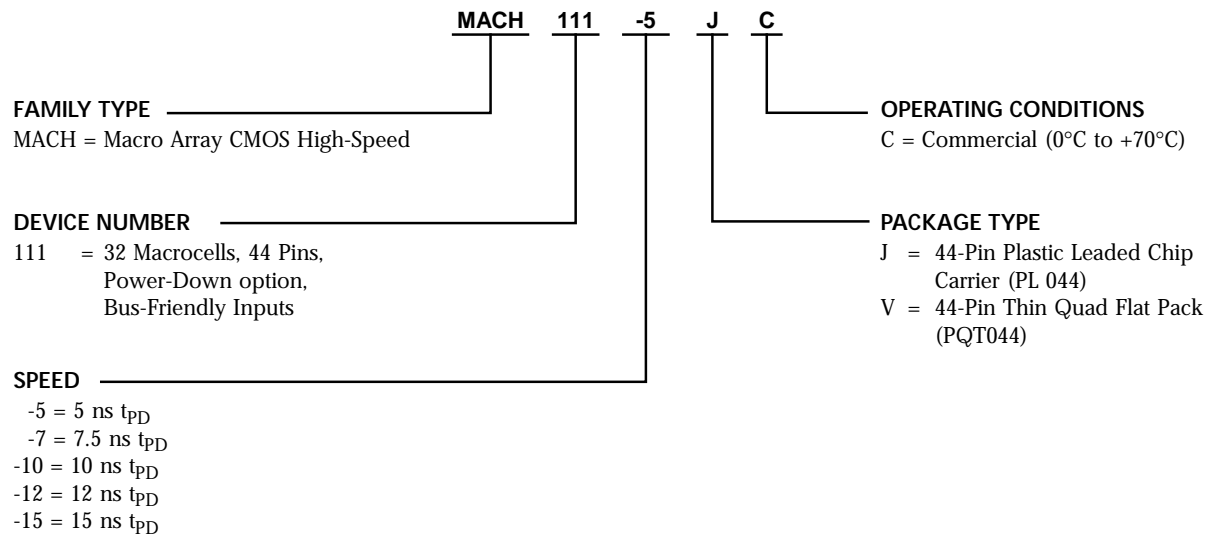 MACH 111 -5 J C
FAMILY TYPE
MACH = Macro Array CMOS High-Speed
DEVICE NUMBER
111 = 32 Macrocells, 44 Pins,
Power-Down option,
Bus-Friendly Inputs
SPEED
-5 = 5 ns tPD
-7 = 7.5 ns tPD
-10 = 10 ns tPD
-12 = 12 ns tPD
-15 = 15 ns tPD
OPERATING CONDITIONS
C = Commercial (0°C to +70°C)
PACKAGE TYPE
J = 44-Pin Plastic Leaded Chip
Carrier (PL 044)
V = 44-Pin Thin Quad Flat Pack
(PQT044)